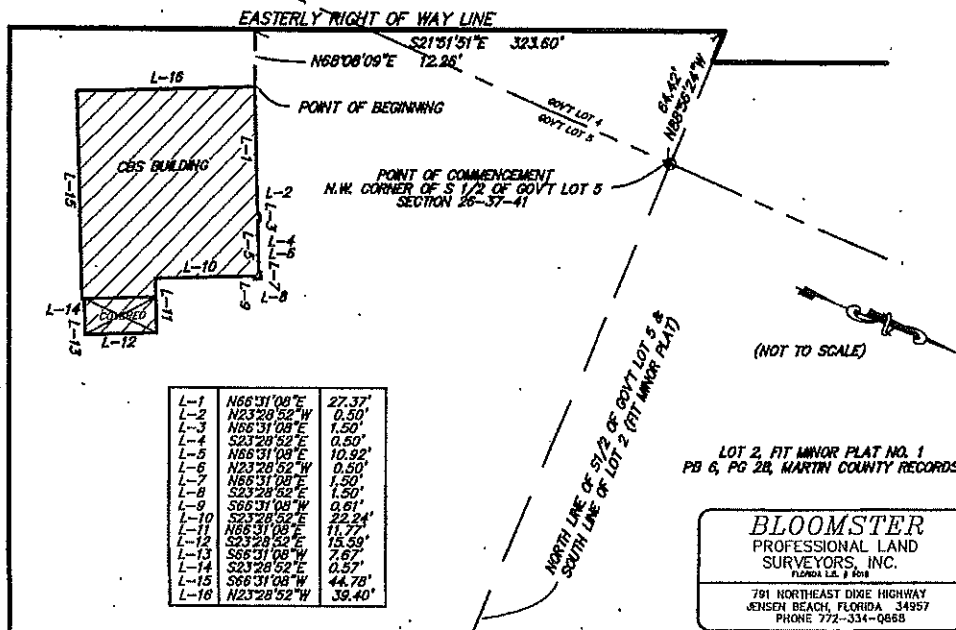 EASTERLY RIGHT OF WAY LINE
S21°51'51"E 323.60'
N68°08'09"E 12.26'
L-16
POINT OF BEGINNING
64.42'
N88°56'24"W
GOV'T LOT 4
GOV'T LOT 5
L-1
CBS BUILDING
L-15
POINT OF COMMENCEMENT
N.W. CORNER OF S 1/2 OF GOV'T LOT 5
SECTION 26-37-41
L-2
L-3
L-4
L-5
L-6
L-7
L-8
L-9
L-10
L-11
L-14
COVERED
L-13
L-12
(NOT TO SCALE)
NORTH LINE OF S1/2 OF GOV'T LOT 5 &
SOUTH LINE OF LOT 2 (FIT MINOR PLAT)
L-1 N66°31'08"E 27.37'
L-2 N23°28'52"W 0.50'
L-3 N66°31'08"E 1.50'
L-4 S23°28'52"E 0.50'
L-5 N66°31'08"E 10.92'
L-6 N23°28'52"W 0.50'
L-7 N66°31'08"E 1.50'
L-8 S23°28'52"E 1.50'
L-9 S66°31'08"W 0.61'
L-10 S23°28'52"E 22.24'
L-11 N66°31'08"E 11.77'
L-12 S23°28'52"E 15.59'
L-13 S66°31'08"W 7.67'
L-14 S23°28'52"E 0.57'
L-15 S66°31'08"W 44.78'
L-16 N23°28'52"W 39.40'
LOT 2, FIT MINOR PLAT NO. 1
PB 6, PG 28, MARTIN COUNTY RECORDS
BLOOMSTER
PROFESSIONAL LAND
SURVEYORS, INC.
FLORIDA L.B. #
791 NORTHEAST DIXIE HIGHWAY
JENSEN BEACH, FLORIDA 34957
PHONE 772-334-0868